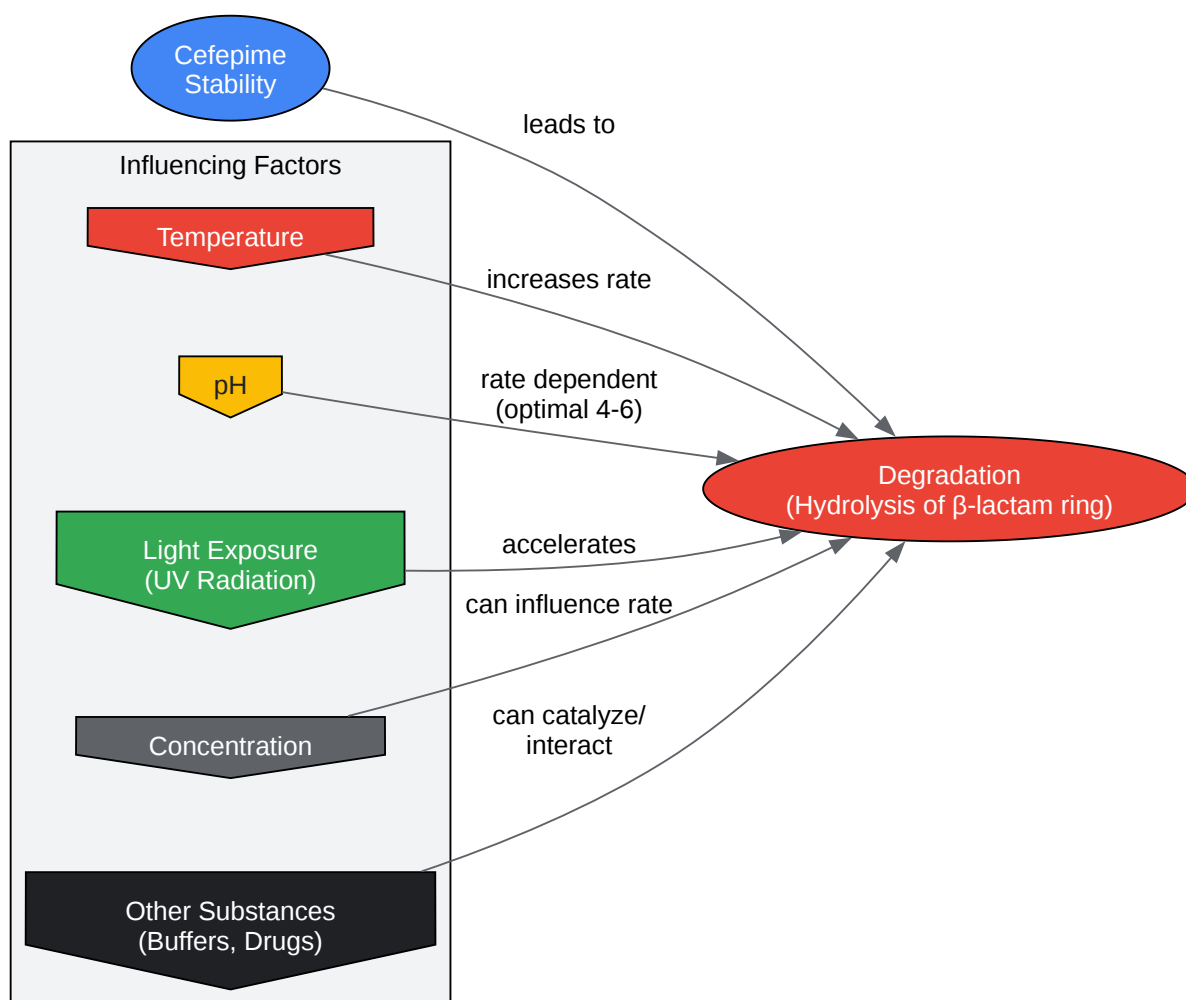 Cefepime
Stability
leads to
Influencing Factors
Temperature
increases rate
pH
rate dependent
(optimal 4-6)
Degradation
(Hydrolysis of β-lactam ring)
Light Exposure
(UV Radiation)
accelerates
can influence rate
Concentration
can catalyze/
interact
Other Substances
(Buffers, Drugs)